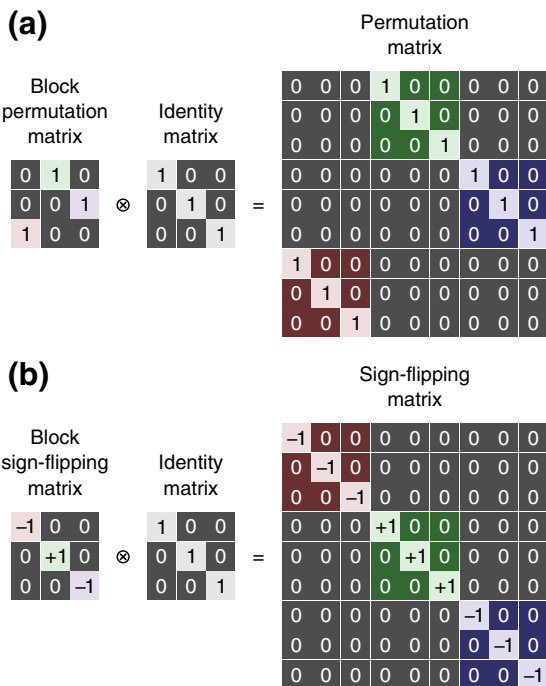 (a)
Permutation
matrix
Block
permutation
matrix
Identity
matrix
0 1 0
0 0 1
1 0 0
⊗
1 0 0
0 1 0
0 0 1
=
0 0 0 1 0 0 0 0 0
0 0 0 0 1 0 0 0 0
0 0 0 0 0 1 0 0 0
0 0 0 0 0 0 1 0 0
0 0 0 0 0 0 0 1 0
0 0 0 0 0 0 0 0 1
1 0 0 0 0 0 0 0 0
0 1 0 0 0 0 0 0 0
0 0 1 0 0 0 0 0 0
(b)
Sign-flipping
matrix
Block
sign-flipping
matrix
Identity
matrix
−1 0 0
0 +1 0
0 0 −1
⊗
1 0 0
0 1 0
0 0 1
=
−1 0 0 0 0 0 0 0 0
0 −1 0 0 0 0 0 0 0
0 0 −1 0 0 0 0 0 0
0 0 0 +1 0 0 0 0 0
0 0 0 0 +1 0 0 0 0
0 0 0 0 0 +1 0 0 0
0 0 0 0 0 0 −1 0 0
0 0 0 0 0 0 0 −1 0
0 0 0 0 0 0 0 0 −1